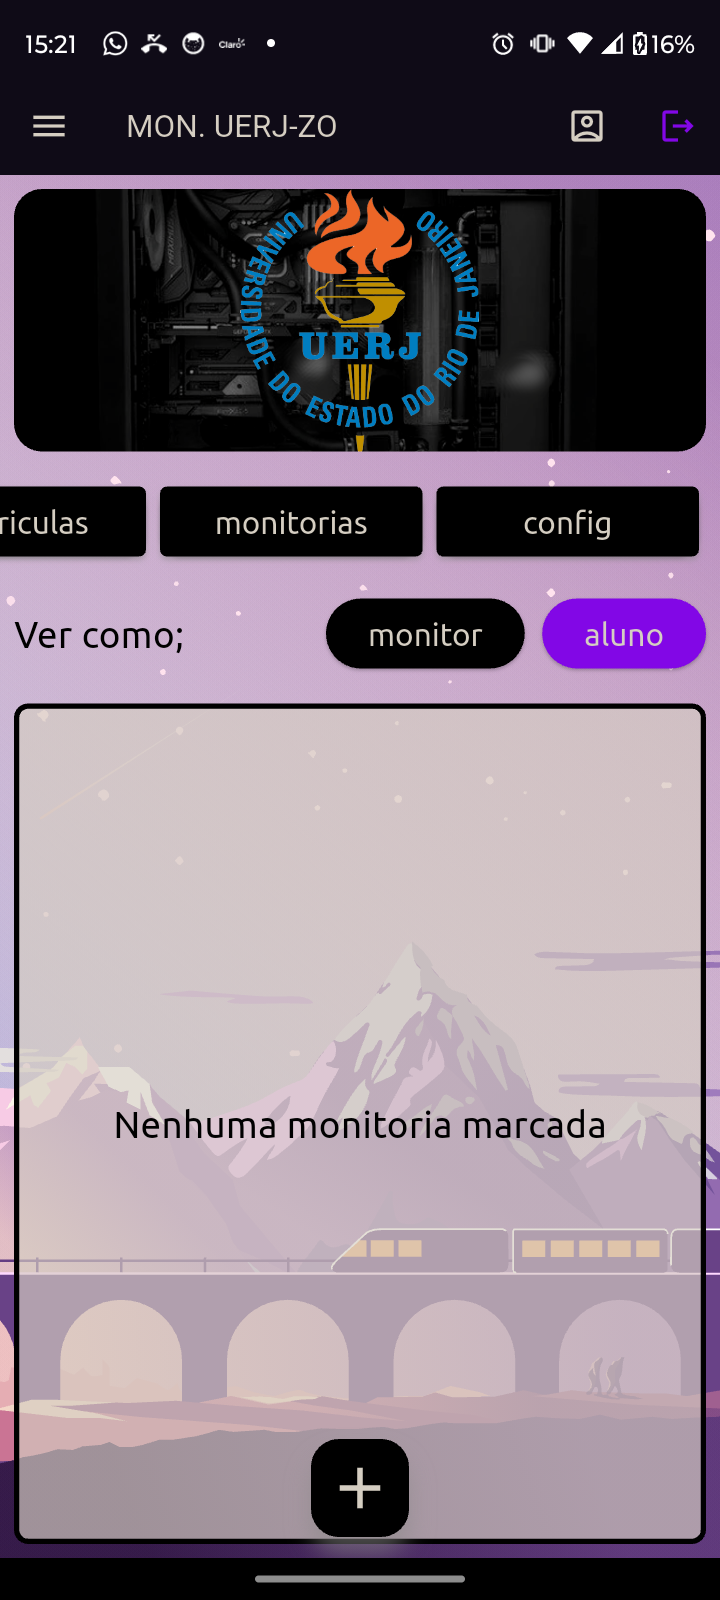 15:21 Claro 16%
MON. UERJ-ZO
UNIVERSIDADE DO ESTADO DO RIO DE JANEIRO
UERJ
riculas monitorias config
Ver como; monitor aluno
Nenhuma monitoria marcada